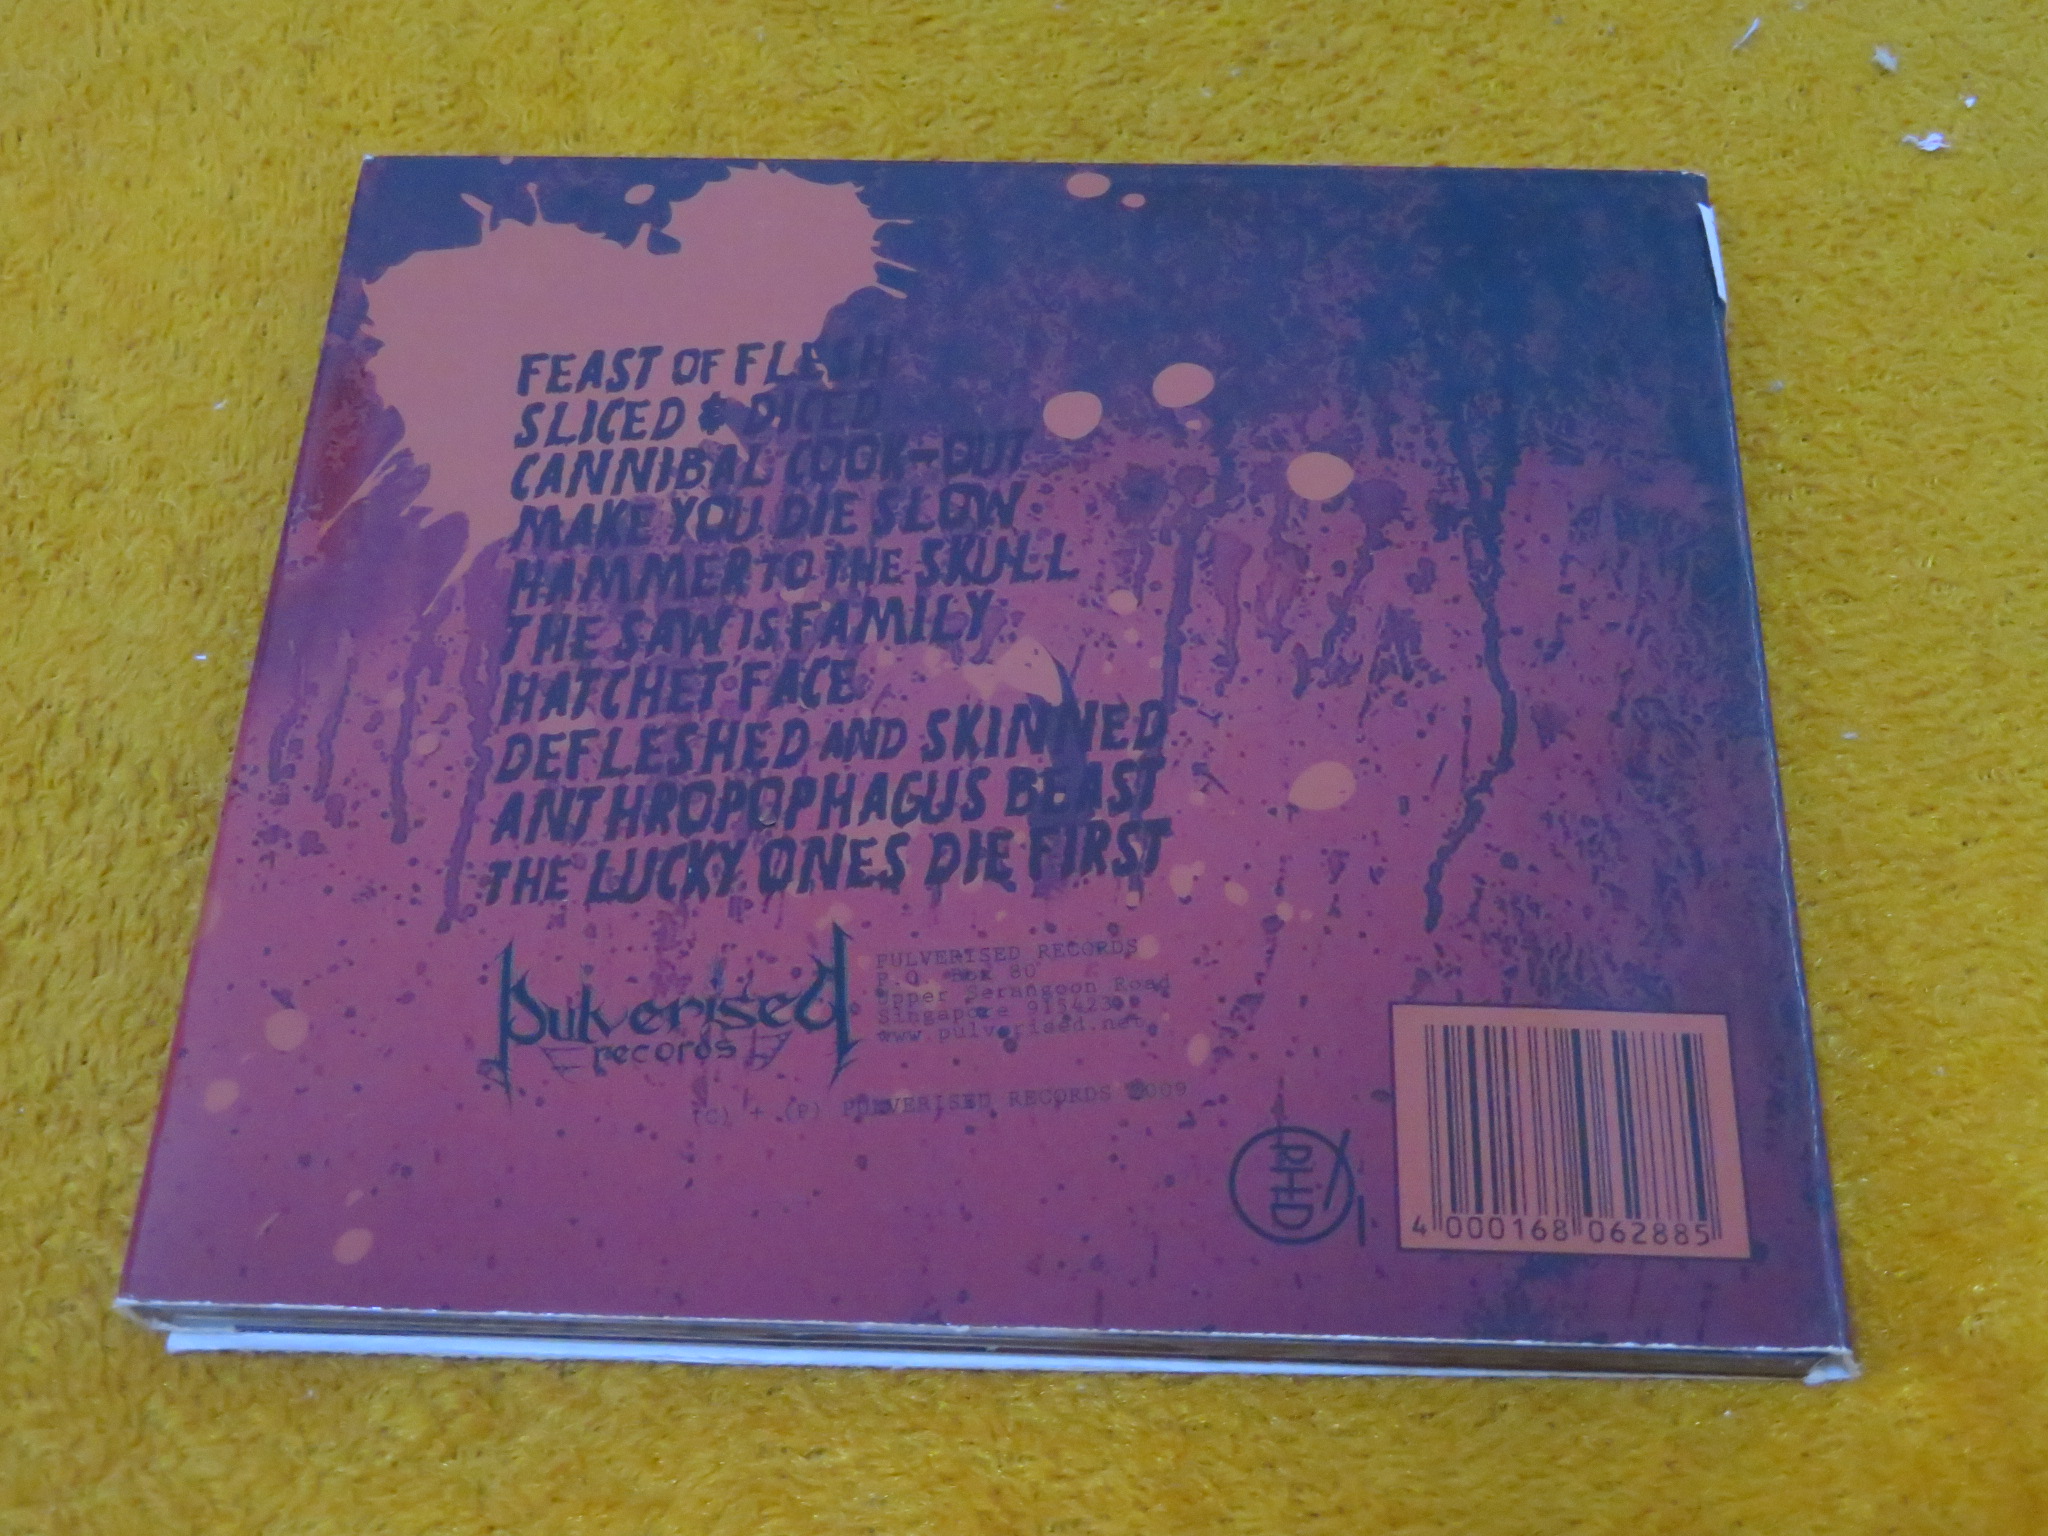 FEAST OF FLESH
SLICED & DICED
CANNIBAL COOK-OUT
MAKE YOU DIE SLOW
HAMMER TO THE SKULL
THE SAW IS FAMILY
HATCHET FACE
DEFLESHED AND SKINNED
ANTHROPOPHAGUS BEAST
THE LUCKY ONES DIE FIRST
Pulverised
records
PULVERISED RECORDS
P.O. Box 80
Upper Serangoon Road
Singapore 915423
www.pulverised.net
(C) + (P) PULVERISED RECORDS 2009
4 000168 062885